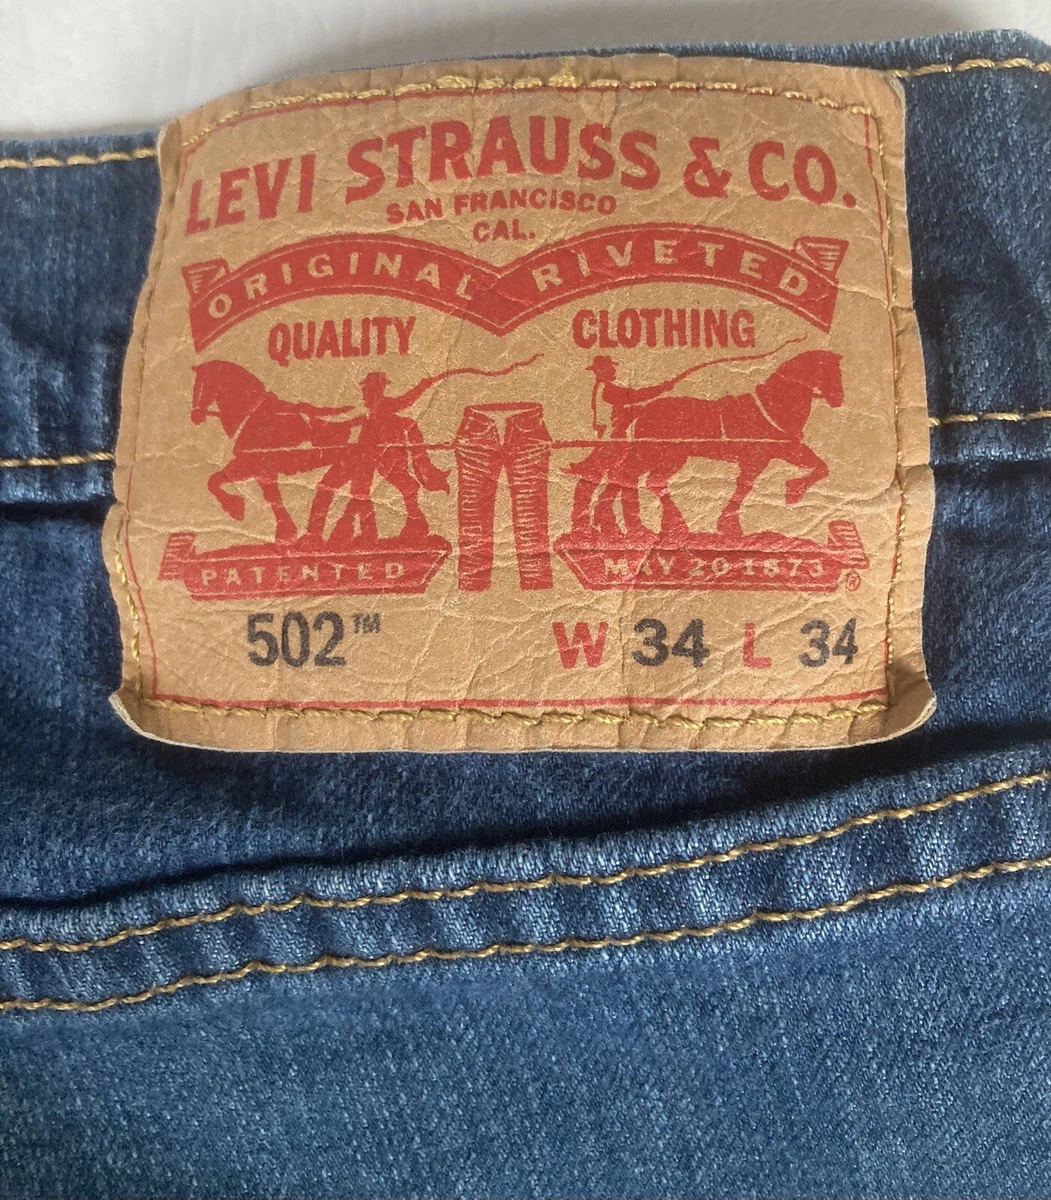 LEVI STRAUSS & CO.
SAN FRANCISCO
CAL.
ORIGINAL RIVETED
QUALITY CLOTHING
PATENTED MAY 20 1873 ®
502™ W 34 L 34